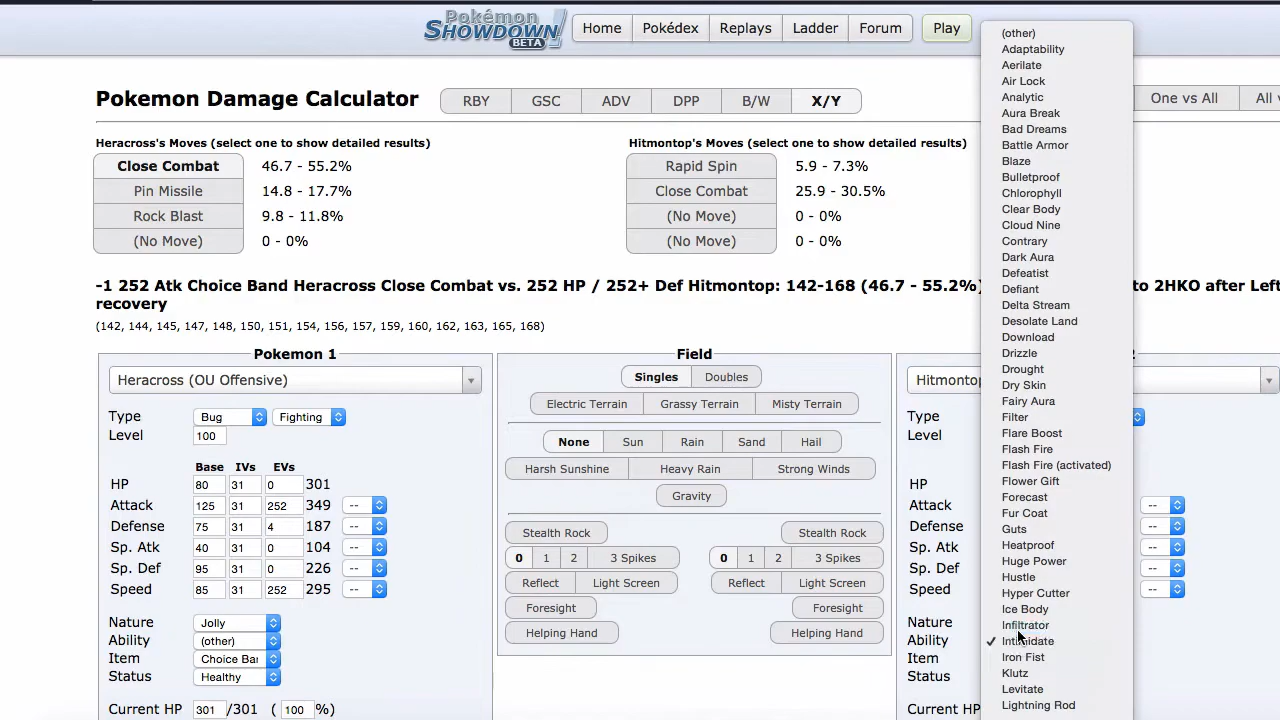 Pokémon
SHOWDOWN!
BETA
Home Pokédex Replays Ladder Forum Play
Pokemon Damage Calculator RBY GSC ADV DPP B/W X/Y One vs All All
Heracross's Moves (select one to show detailed results)
Close Combat 46.7 - 55.2%
Pin Missile 14.8 - 17.7%
Rock Blast 9.8 - 11.8%
(No Move) 0 - 0%
Hitmontop's Moves (select one to show detailed results)
Rapid Spin 5.9 - 7.3%
Close Combat 25.9 - 30.5%
(No Move) 0 - 0%
(No Move) 0 - 0%
-1 252 Atk Choice Band Heracross Close Combat vs. 252 HP / 252+ Def Hitmontop: 142-168 (46.7 - 55.2%) to 2HKO after Left
recovery
(142, 144, 145, 147, 148, 150, 151, 154, 156, 157, 159, 160, 162, 163, 165, 168)
Pokemon 1
Heracross (OU Offensive)
Type Bug Fighting
Level 100
Base IVs EVs
HP 80 31 0 301
Attack 125 31 252 349 --
Defense 75 31 4 187 --
Sp. Atk 40 31 0 104 --
Sp. Def 95 31 0 226 --
Speed 85 31 252 295 --
Nature Jolly
Ability (other)
Item Choice Bar
Status Healthy
Current HP 301 /301 ( 100 %)
Field
Singles Doubles
Electric Terrain Grassy Terrain Misty Terrain
None Sun Rain Sand Hail
Harsh Sunshine Heavy Rain Strong Winds
Gravity
Stealth Rock Stealth Rock
0 1 2 3 Spikes 0 1 2 3 Spikes
Reflect Light Screen Reflect Light Screen
Foresight Foresight
Helping Hand Helping Hand
2
Hitmontop
Type
Level
HP
Attack --
Defense --
Sp. Atk --
Sp. Def --
Speed --
Nature
Ability
Item
Status
Current HP
(other)
Adaptability
Aerilate
Air Lock
Analytic
Aura Break
Bad Dreams
Battle Armor
Blaze
Bulletproof
Chlorophyll
Clear Body
Cloud Nine
Contrary
Dark Aura
Defeatist
Defiant
Delta Stream
Desolate Land
Download
Drizzle
Drought
Dry Skin
Fairy Aura
Filter
Flare Boost
Flash Fire
Flash Fire (activated)
Flower Gift
Forecast
Fur Coat
Guts
Heatproof
Huge Power
Hustle
Hyper Cutter
Ice Body
Infiltrator
✓ Intimidate
Iron Fist
Klutz
Levitate
Lightning Rod